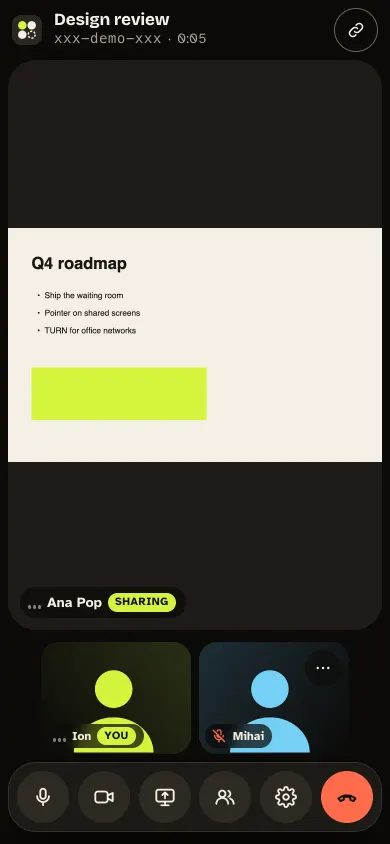 Design review
xxx-demo-xxx · 0:05
Q4 roadmap
• Ship the waiting room
• Pointer on shared screens
• TURN for office networks
Ana Pop SHARING
Ion YOU
Mihai